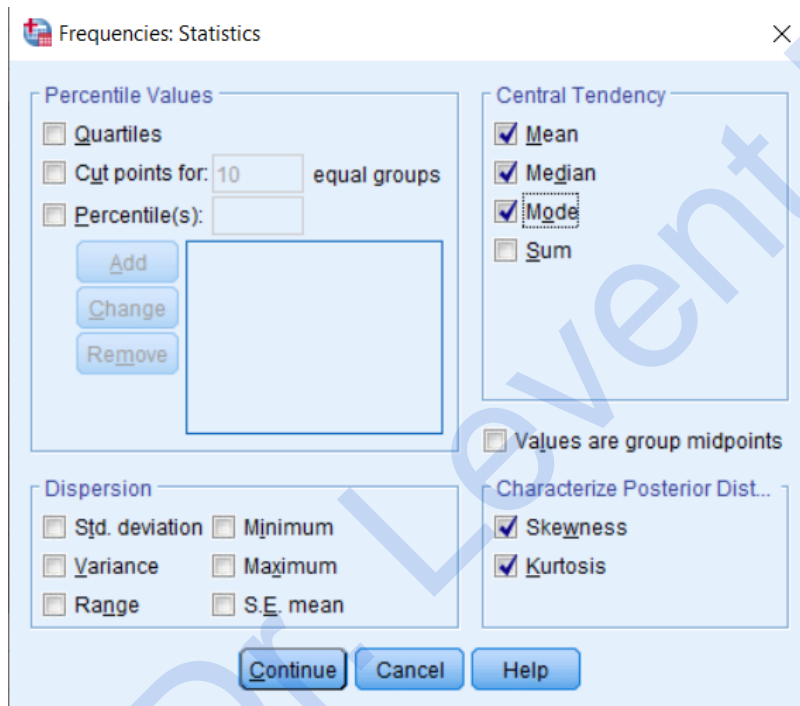 Frequencies: Statistics
Percentile Values
Quartiles
Cut points for: 10 equal groups
Percentile(s):
Add
Change
Remove
Central Tendency
Mean
Median
Mode
Sum
Values are group midpoints
Dispersion
Std. deviation Minimum
Variance Maximum
Range S.E. mean
Characterize Posterior Dist...
Skewness
Kurtosis
Continue Cancel Help
Dr. Levent